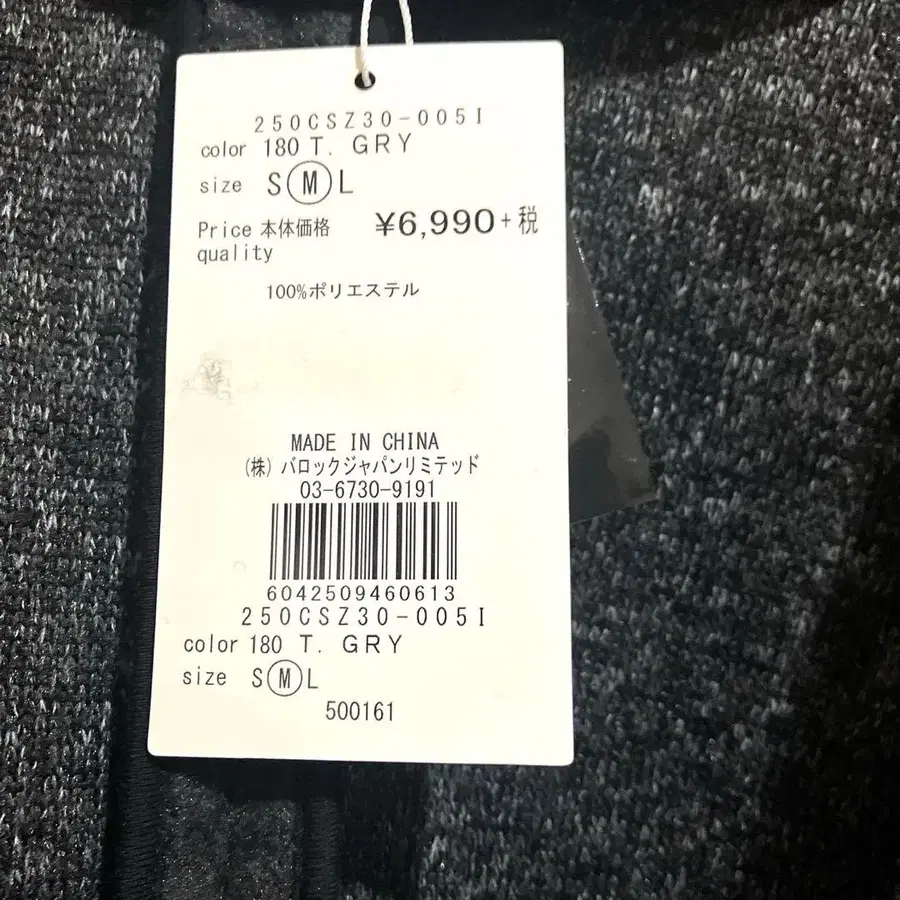 250CSZ30-005I
color 180 T. GRY
size S M L
Price 本体価格 ¥6,990+税
quality
100%ポリエステル
MADE IN CHINA
(株) バロックジャパンリミテッド
03-6730-9191
6042509460613
250CSZ30-005I
color 180 T. GRY
size S M L
500161